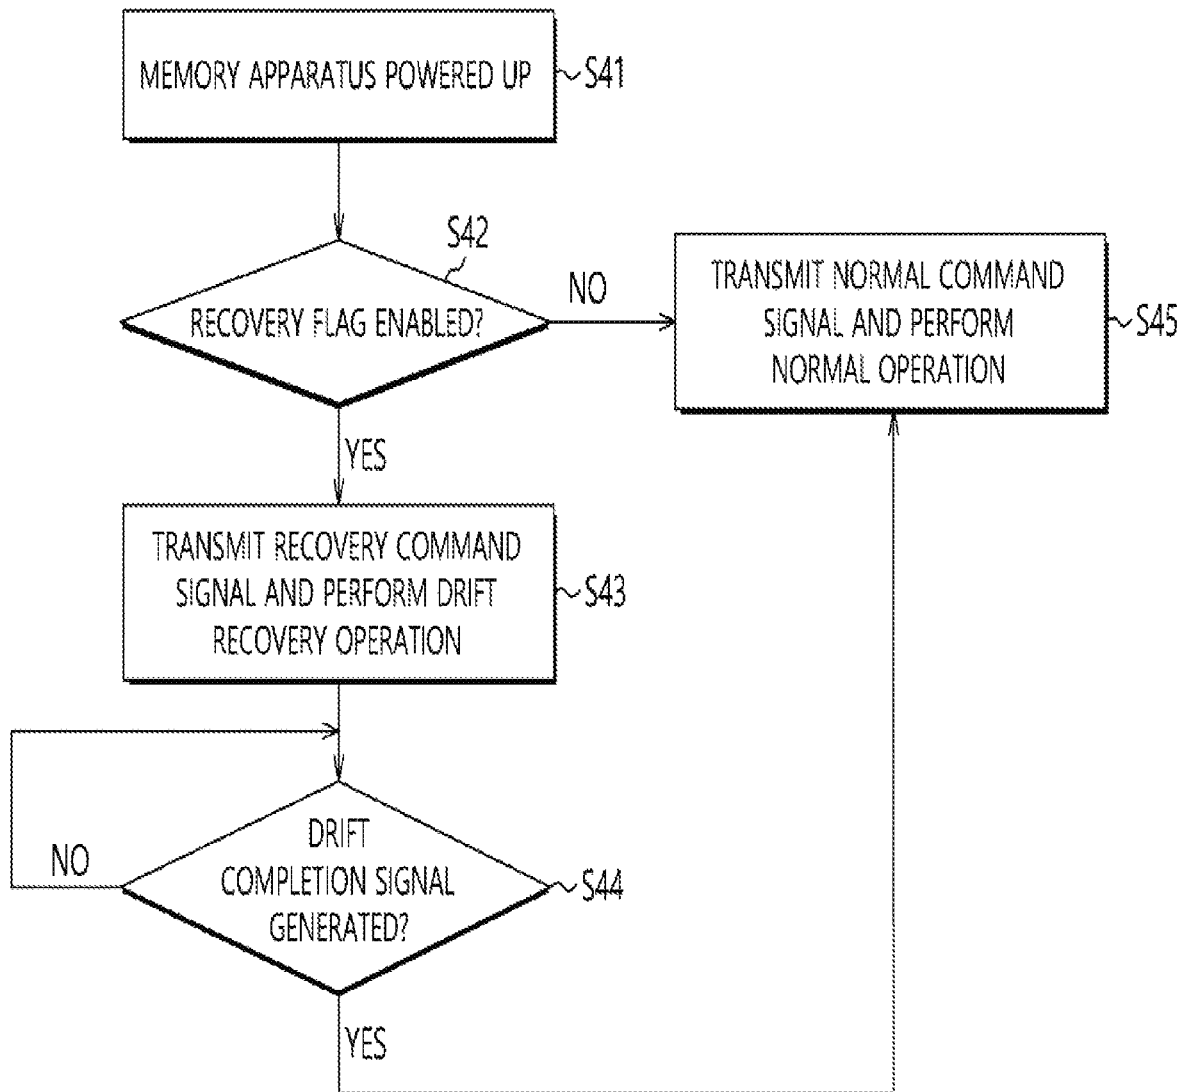 MEMORY APPARATUS POWERED UP
S41
S42
RECOVERY FLAG ENABLED?
NO
TRANSMIT NORMAL COMMAND
SIGNAL AND PERFORM
NORMAL OPERATION
S45
YES
TRANSMIT RECOVERY COMMAND
SIGNAL AND PERFORM DRIFT
RECOVERY OPERATION
S43
DRIFT
COMPLETION SIGNAL
GENERATED?
S44
NO
YES